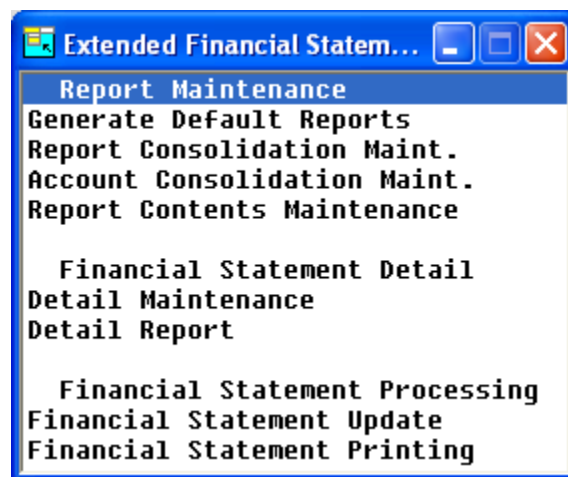 Extended Financial Statem...
Report Maintenance
Generate Default Reports
Report Consolidation Maint.
Account Consolidation Maint.
Report Contents Maintenance
Financial Statement Detail
Detail Maintenance
Detail Report
Financial Statement Processing
Financial Statement Update
Financial Statement Printing